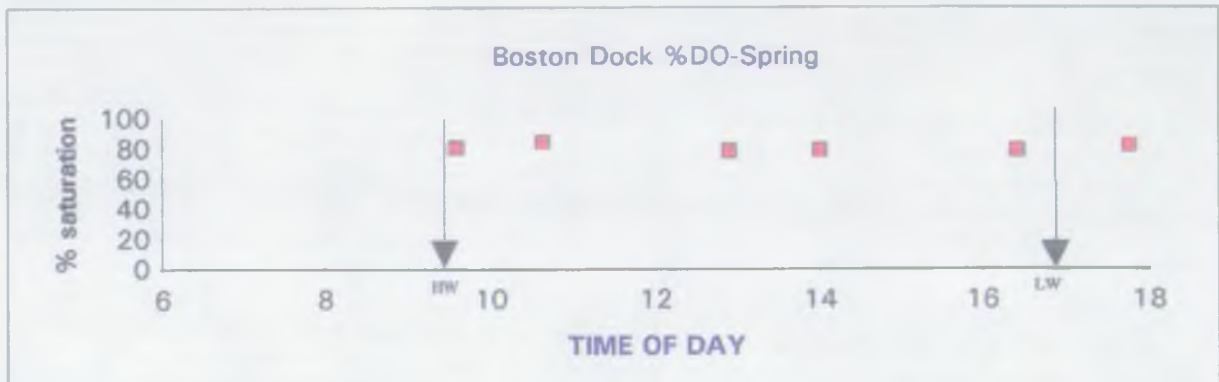 Boston Dock %DO-Spring
% saturation
100
80
60
40
20
0
HW
LW
6 8 10 12 14 16 18
TIME OF DAY